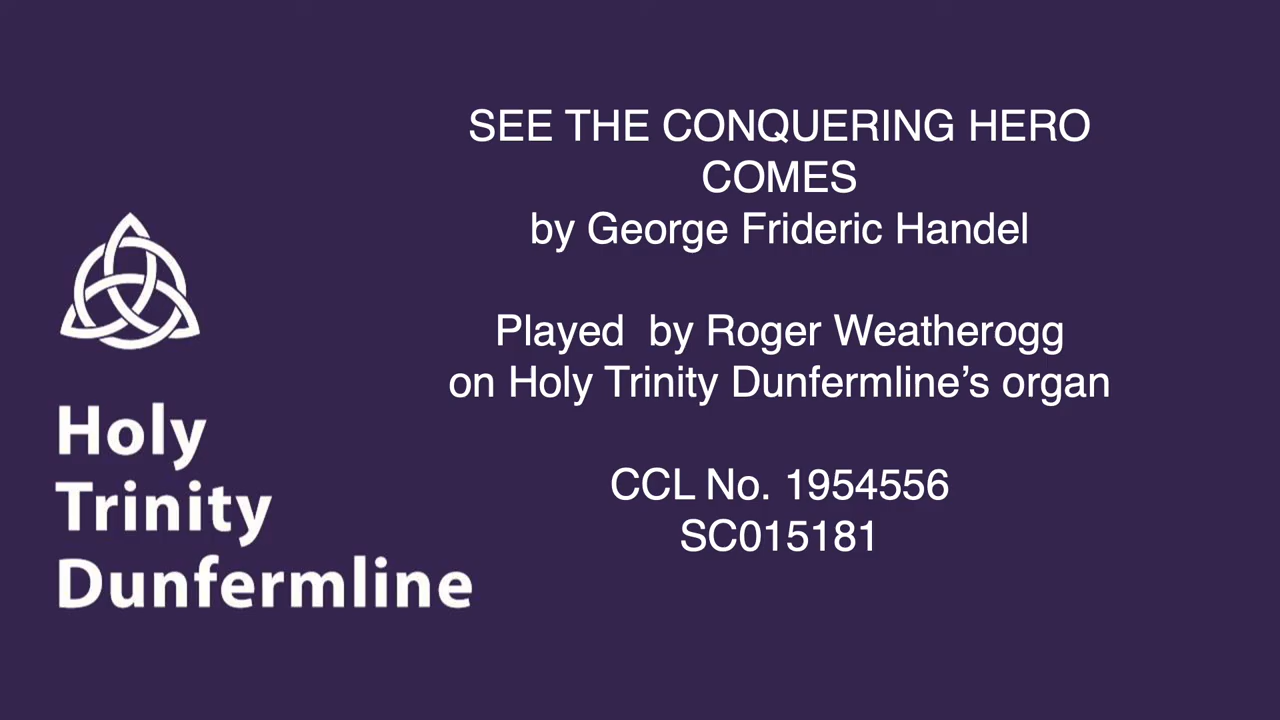 SEE THE CONQUERING HERO
COMES
by George Frideric Handel
Played  by Roger Weatherogg
on Holy Trinity Dunfermline’s organ
CCL No. 1954556
SC015181
Holy
Trinity
Dunfermline